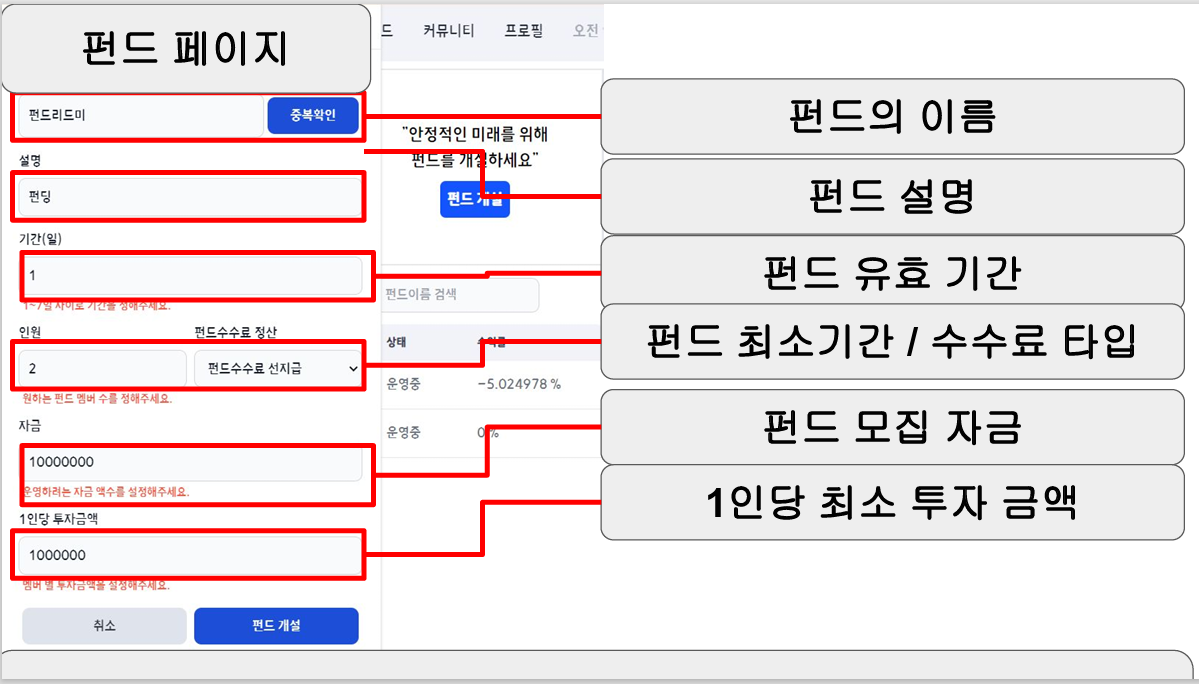 펀드 페이지
드 커뮤니티 프로필 오전
펀드리드미 중복확인
펀드의 이름
"안정적인 미래를 위해
펀드를 개설하세요"
펀드 개설
설명
펀딩
펀드 설명
기간(일)
1
1~7일 사이로 기간을 정해주세요.
펀드 유효 기간
펀드이름 검색
인원 펀드수수료 정산
2 펀드수수료 선지급
원하는 펀드 멤버 수를 정해주세요.
펀드 최소기간 / 수수료 타입
상태 수익률
운영중 -5.024978 %
운영중 0 %
자금
10000000
운영하려는 자금 액수를 설정해주세요.
펀드 모집 자금
1인당 투자금액
1000000
멤버 별 투자금액을 설정해주세요.
1인당 최소 투자 금액
취소 펀드 개설